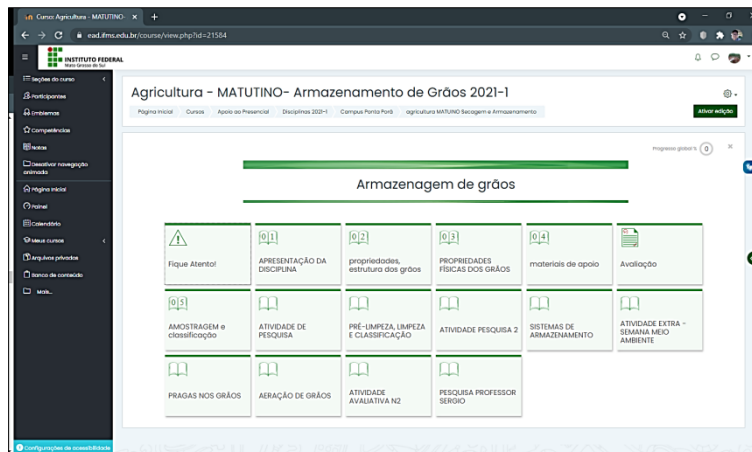 Curso: Agricultura - MATUTINO-
ead.ifms.edu.br/course/view.php?id=21584
INSTITUTO FEDERAL
Mato Grosso do Sul
Seções do curso
Participantes
Emblemas
Competências
Notas
Desativar navegação animada
Página inicial
Painel
Calendário
Meus cursos
Arquivos privados
Banco de conteúdo
Mais...
Configurações de acessibilidade
Agricultura - MATUTINO- Armazenamento de Grãos 2021-1
Página inicial Cursos Apoio ao Presencial Disciplinas 2021-1 Campus Ponta Porã agricultura MATUINO Secagem e Armazenamento
Ativar edição
Progresso global % 0
Armazenagem de grãos
Fique Atento!
01
APRESENTAÇÃO DA
DISCIPLINA
02
propriedades,
estrutura dos grãos
03
PROPRIEDADES
FÍSICAS DOS GRÃOS
04
materiais de apoio
Avaliação
05
AMOSTRAGEM e
classificação
ATIVIDADE DE
PESQUISA
PRÉ-LIMPEZA, LIMPEZA
E CLASSIFICAÇÃO
ATIVIDADE PESQUISA 2
SISTEMAS DE
ARMAZENAMENTO
ATIVIDADE EXTRA -
SEMANA MEIO
AMBIENTE
PRAGAS NOS GRÃOS
AERAÇÃO DE GRÃOS
ATIVIDADE
AVALIATIVA N2
PESQUISA PROFESSOR
SERGIO